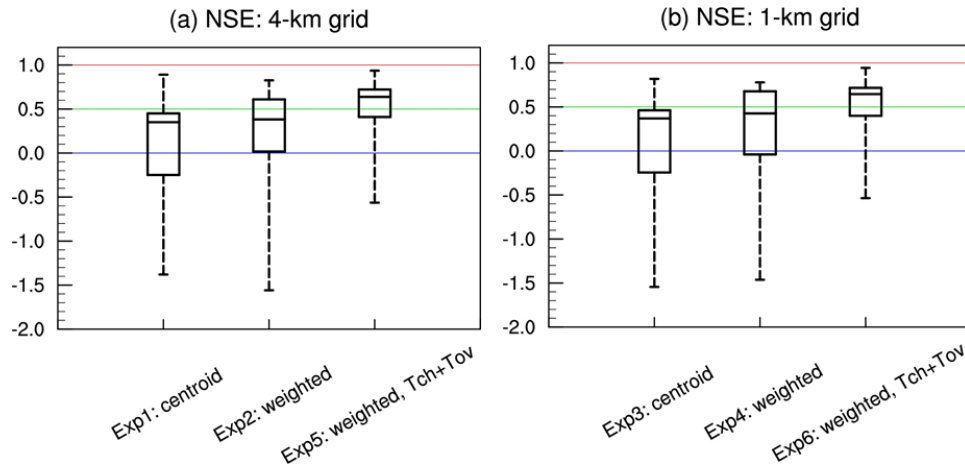 (a) NSE: 4-km grid
1.0
0.5
0.0
-0.5
-1.0
-1.5
-2.0
Exp1: centroid
Exp2: weighted
Exp5: weighted, Tch+Tov
(b) NSE: 1-km grid
1.0
0.5
0.0
-0.5
-1.0
-1.5
-2.0
Exp3: centroid
Exp4: weighted
Exp6: weighted, Tch+Tov